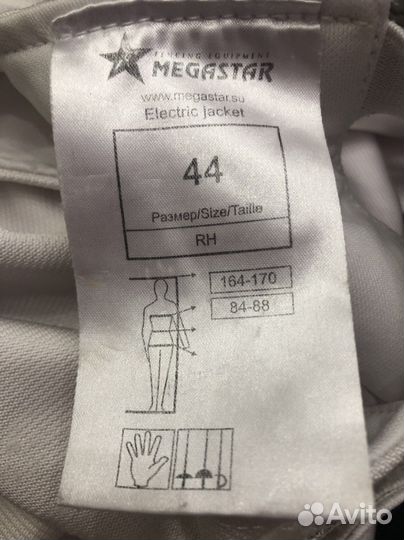 FENCING EQUIPMENT
MEGASTAR
www.megastar.su
Electric jacket
44
Размер/Size/Taille
RH
164-170
84-88
Avito